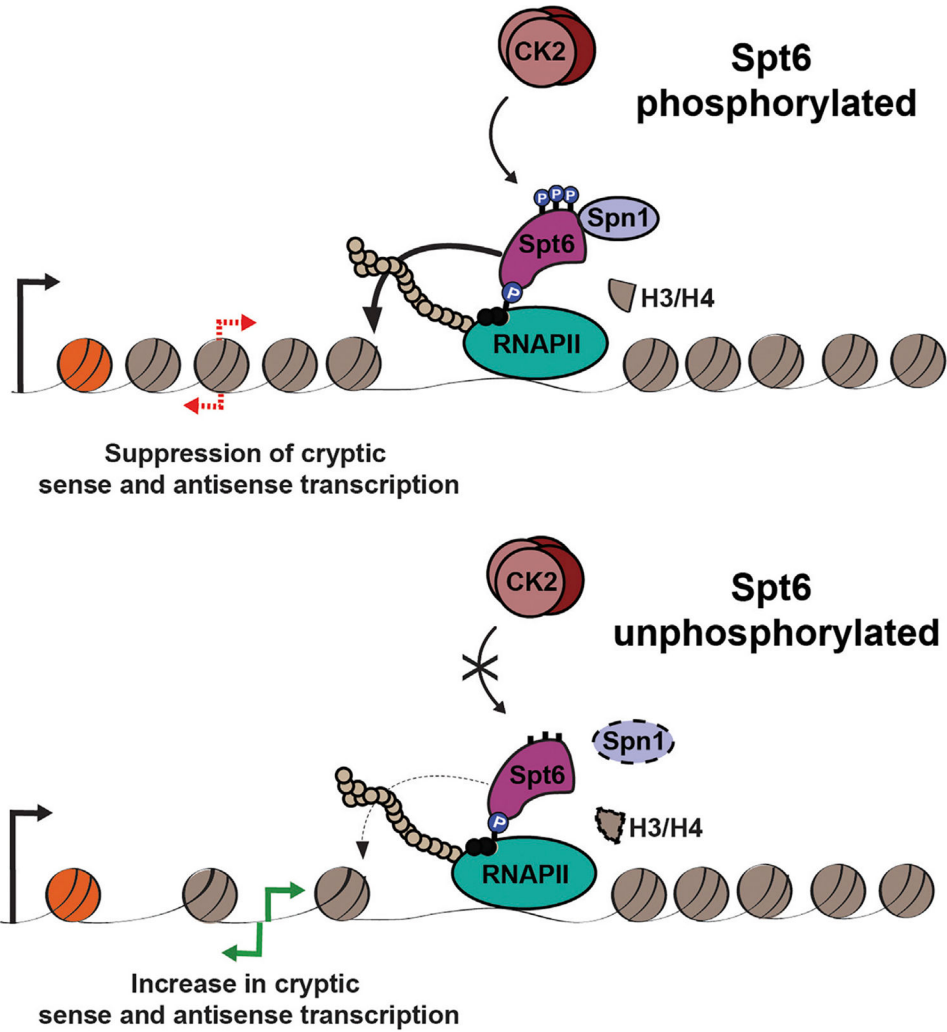 CK2
Spt6
phosphorylated
P P P
Spn1
Spt6
P
H3/H4
RNAPII
Suppression of cryptic
sense and antisense transcription
CK2
Spt6
unphosphorylated
Spn1
Spt6
P
H3/H4
RNAPII
Increase in cryptic
sense and antisense transcription